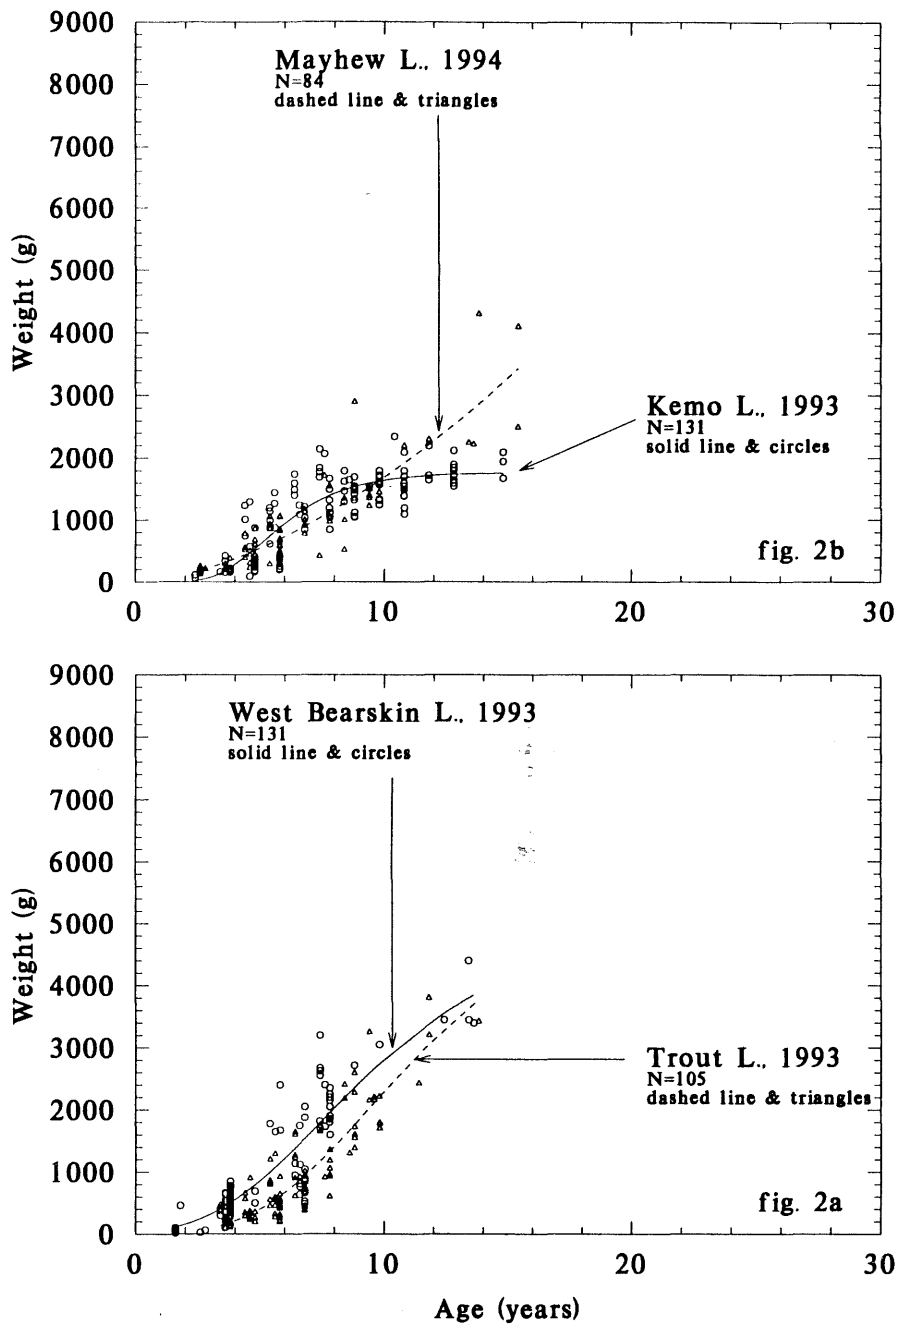 9000
8000
7000
6000
5000
4000
3000
2000
1000
0
Weight (g)
Mayhew L., 1994
N=84
dashed line & triangles
Kemo L., 1993
N=131
solid line & circles
fig. 2b
0 10 20 30
9000
8000
7000
6000
5000
4000
3000
2000
1000
0
Weight (g)
West Bearskin L., 1993
N=131
solid line & circles
Trout L., 1993
N=105
dashed line & triangles
fig. 2a
0 10 20 30
Age (years)